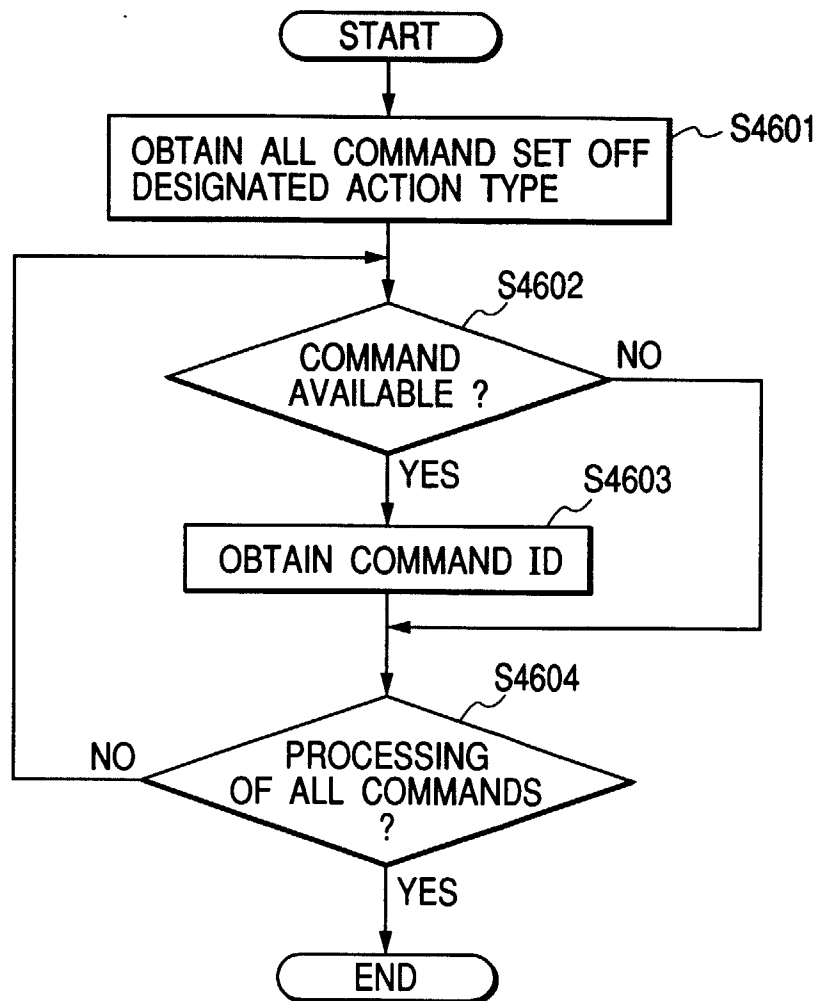 START
S4601
OBTAIN ALL COMMAND SET OFF
DESIGNATED ACTION TYPE
S4602
COMMAND
AVAILABLE ?
NO
YES
S4603
OBTAIN COMMAND ID
S4604
NO
PROCESSING
OF ALL COMMANDS
?
YES
END